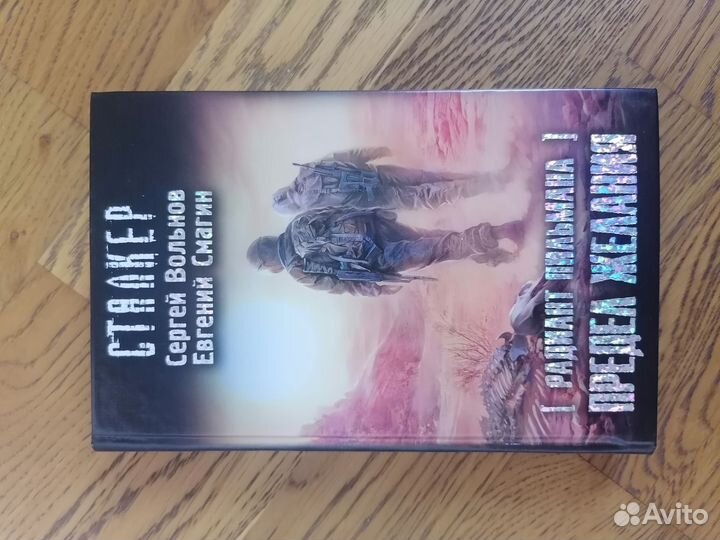 СТАЛКЕР
Сергей Вольнов
Евгений Смагин
[ РАДИАНТ ПИЛЬМАНА ]
ПРЕДЕЛ ЖЕЛАНИЙ
Avito